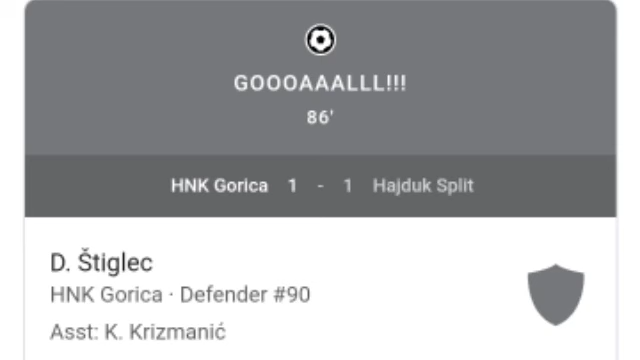 GOOOAAALLL!!!
86'
HNK Gorica 1 - 1 Hajduk Split
D. Štiglec
HNK Gorica · Defender #90
Asst: K. Krizmanić